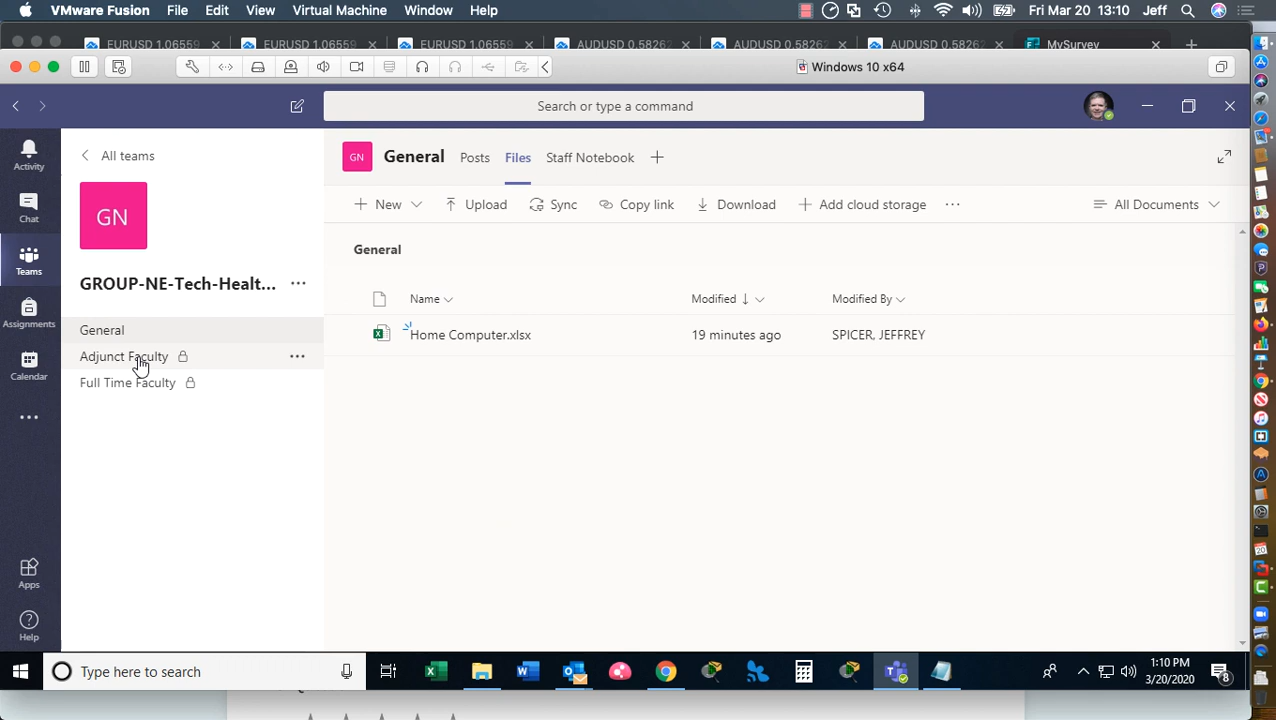 VMware Fusion File Edit View Virtual Machine Window Help Fri Mar 20 13:10 Jeff
EURUSD 1.06559 EURUSD 1.06559 EURUSD 1.06559 AUDUSD 0.58262 AUDUSD 0.58262 AUDUSD 0.58262 MySurvey
Windows 10 x64
Search or type a command
All teams
GN General Posts Files Staff Notebook
Activity
GN
New Upload Sync Copy link Download Add cloud storage All Documents
Chat
General
Teams
GROUP-NE-Tech-Healt...
Name Modified Modified By
Assignments
General
Home Computer.xlsx 19 minutes ago SPICER, JEFFREY
Adjunct Faculty
Calendar
Full Time Faculty
Apps
Help
Type here to search
1:10 PM
3/20/2020
8